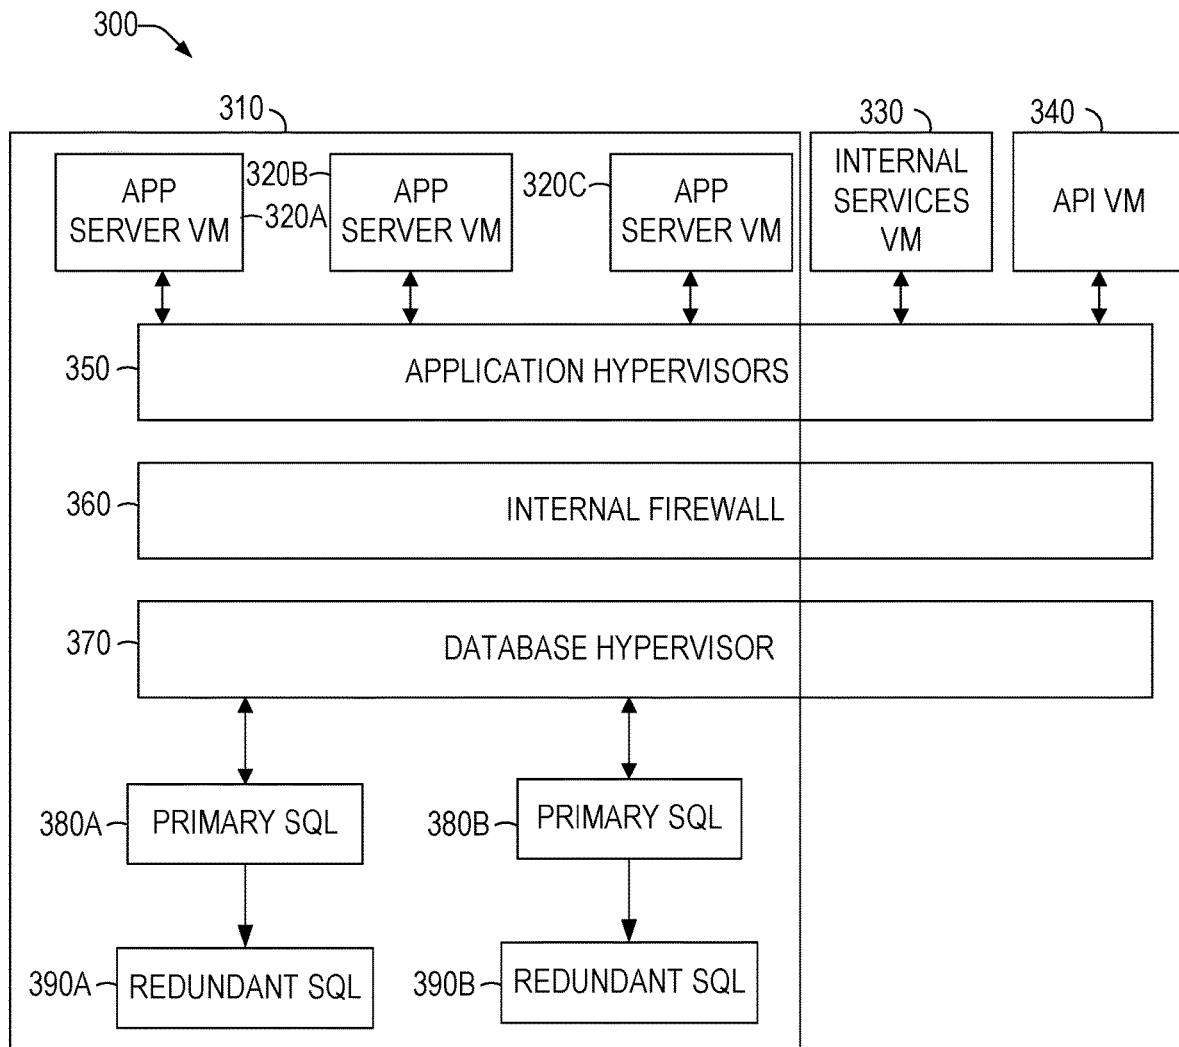 300
310
330
340
APP
SERVER VM
320A
320B
APP
SERVER VM
320C
APP
SERVER VM
INTERNAL
SERVICES
VM
API VM
350
APPLICATION HYPERVISORS
360
INTERNAL FIREWALL
370
DATABASE HYPERVISOR
380A
PRIMARY SQL
380B
PRIMARY SQL
390A
REDUNDANT SQL
390B
REDUNDANT SQL